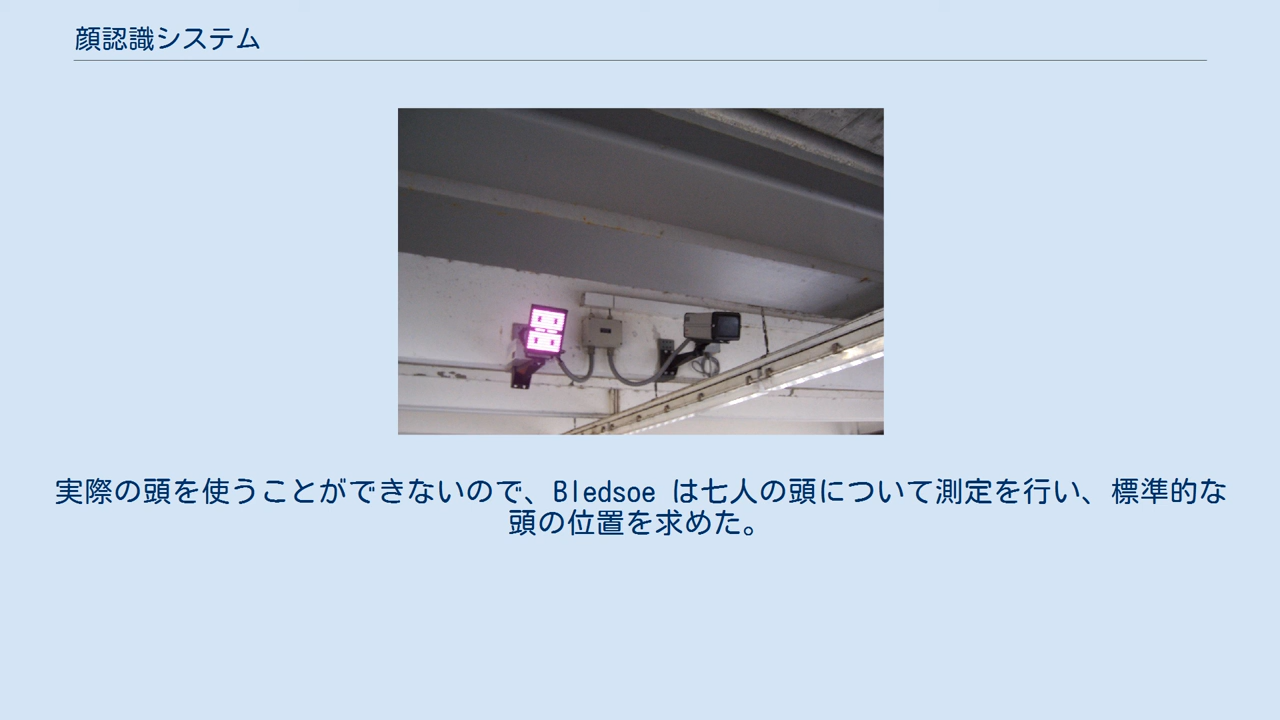 顔認識システム
実際の頭を使うことができないので、Bledsoe は七人の頭について測定を行い、標準的な
頭の位置を求めた。